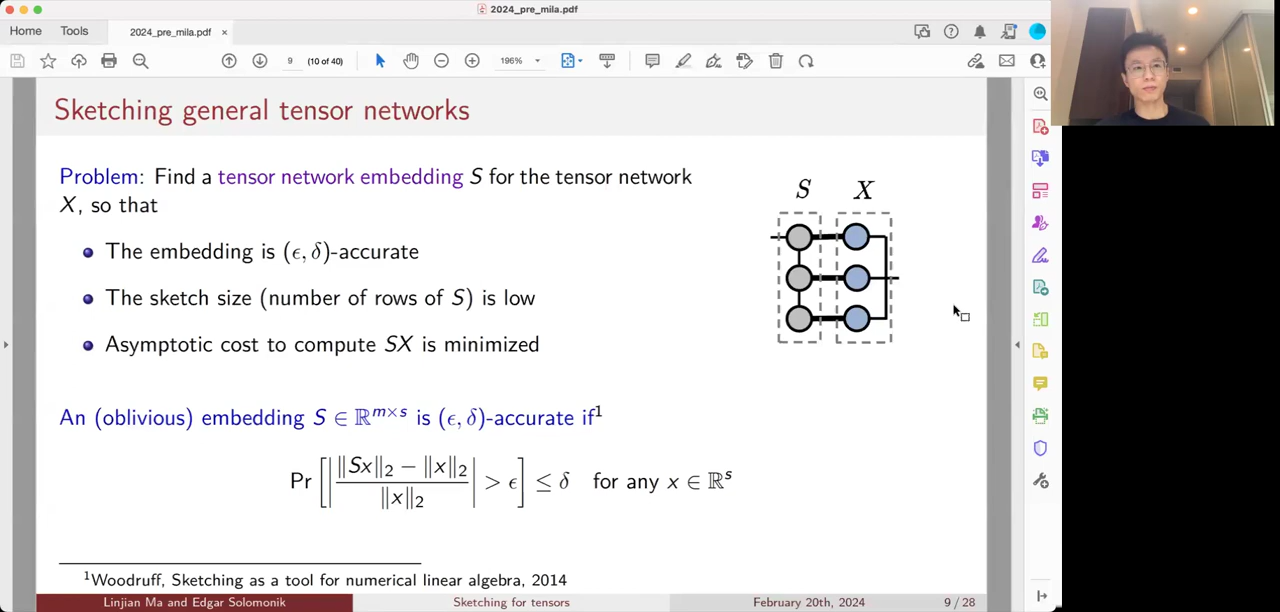 2024_pre_mila.pdf
Home Tools 2024_pre_mila.pdf ×
9 (10 of 40) 196%
Sketching general tensor networks
Problem: Find a tensor network embedding S for the tensor network
X, so that
The embedding is (ϵ, δ)-accurate
The sketch size (number of rows of S) is low
Asymptotic cost to compute SX is minimized
S X
An (oblivious) embedding S ∈ ℝ^{m×s} is (ϵ, δ)-accurate if¹
Pr [ | (‖Sx‖₂ − ‖x‖₂) / ‖x‖₂ | > ϵ ] ≤ δ for any x ∈ ℝ^s
¹Woodruff, Sketching as a tool for numerical linear algebra, 2014
Linjian Ma and Edgar Solomonik Sketching for tensors February 20th, 2024 9 / 28